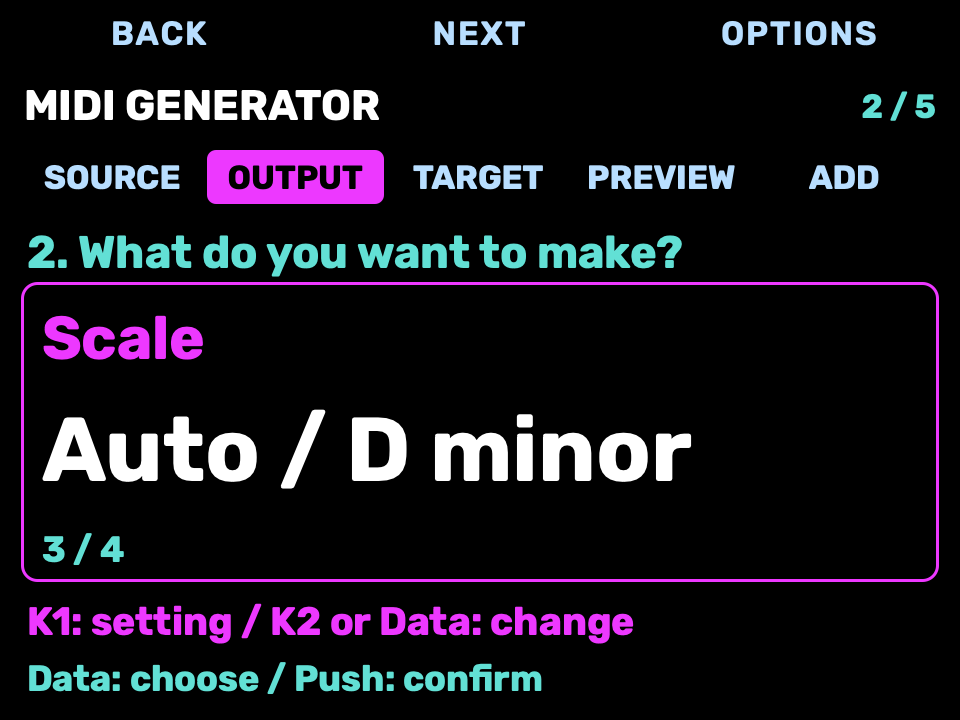 BACK NEXT OPTIONS
MIDI GENERATOR 2 / 5
SOURCE OUTPUT TARGET PREVIEW ADD
2. What do you want to make?
Scale
Auto / D minor
3 / 4
K1: setting / K2 or Data: change
Data: choose / Push: confirm